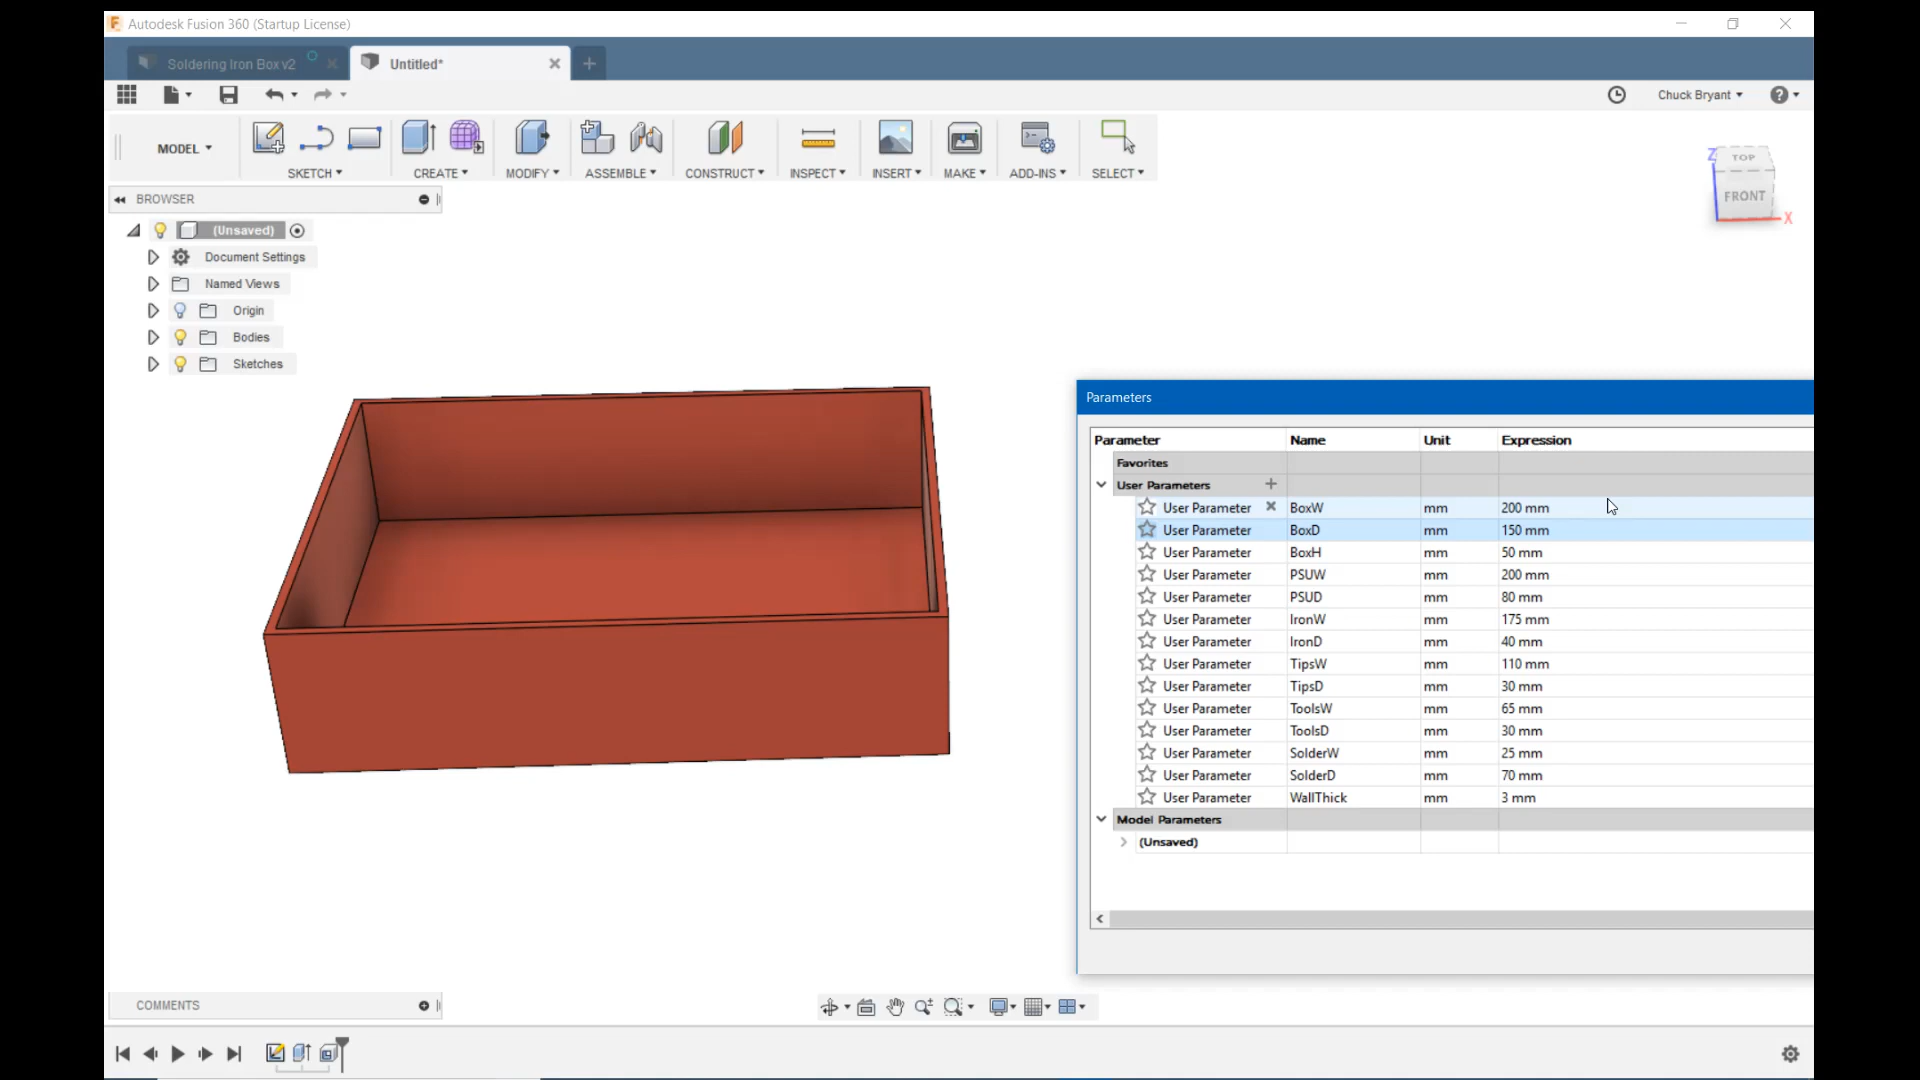 Autodesk Fusion 360 (Startup License)
Soldering Iron Box v2
Untitled*
Chuck Bryant
MODEL
SKETCH
CREATE
MODIFY
ASSEMBLE
CONSTRUCT
INSPECT
INSERT
MAKE
ADD-INS
SELECT
BROWSER
(Unsaved)
Document Settings
Named Views
Origin
Bodies
Sketches
Z
TOP
FRONT
X
Parameters
Parameter Name Unit Expression
Favorites
User Parameters
User Parameter BoxW mm 200 mm
User Parameter BoxD mm 150 mm
User Parameter BoxH mm 50 mm
User Parameter PSUW mm 200 mm
User Parameter PSUD mm 80 mm
User Parameter IronW mm 175 mm
User Parameter IronD mm 40 mm
User Parameter TipsW mm 110 mm
User Parameter TipsD mm 30 mm
User Parameter ToolsW mm 65 mm
User Parameter ToolsD mm 30 mm
User Parameter SolderW mm 25 mm
User Parameter SolderD mm 70 mm
User Parameter WallThick mm 3 mm
Model Parameters
(Unsaved)
COMMENTS